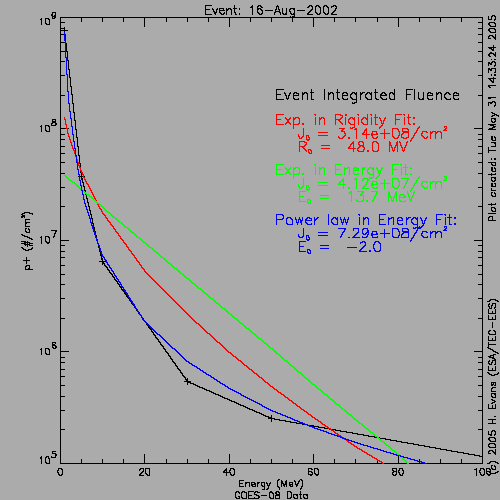 Event: 16-Aug-2002
Event Integrated Fluence
Exp. in Rigidity Fit:
J₀ = 3.14e+08/cm²
R₀ = 48.0 MV
Exp. in Energy Fit:
J₀ = 4.12e+07/cm²
E₀ = 13.7 MeV
Power law in Energy Fit:
J₀ = 7.29e+08/cm²
E₀ = -2.0
p+ (#/cm²)
10⁹
10⁸
10⁷
10⁶
10⁵
0 20 40 60 80 100
Energy (MeV)
GOES-08 Data
Plot created: Tue May 31 14:33:24 2005
(c) 2005 H. Evans (ESA/TEC-EES)